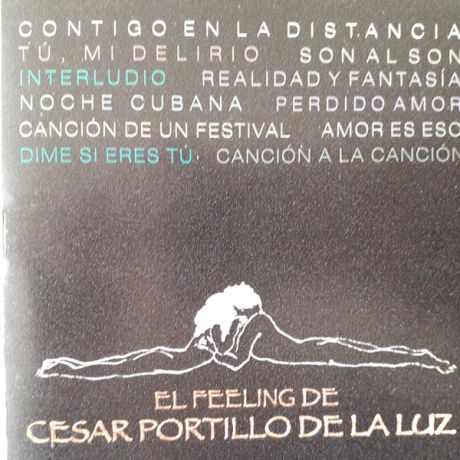 CONTIGO EN LA DISTANCIA
TÚ, MI DELIRIO SON AL SON
INTERLUDIO REALIDAD Y FANTASÍA
NOCHE CUBANA PERDIDO AMOR
CANCIÓN DE UN FESTIVAL AMOR ES ESO
DIME SI ERES TÚ CANCIÓN A LA CANCIÓN
EL FEELING DE
CESAR PORTILLO DE LA LUZ